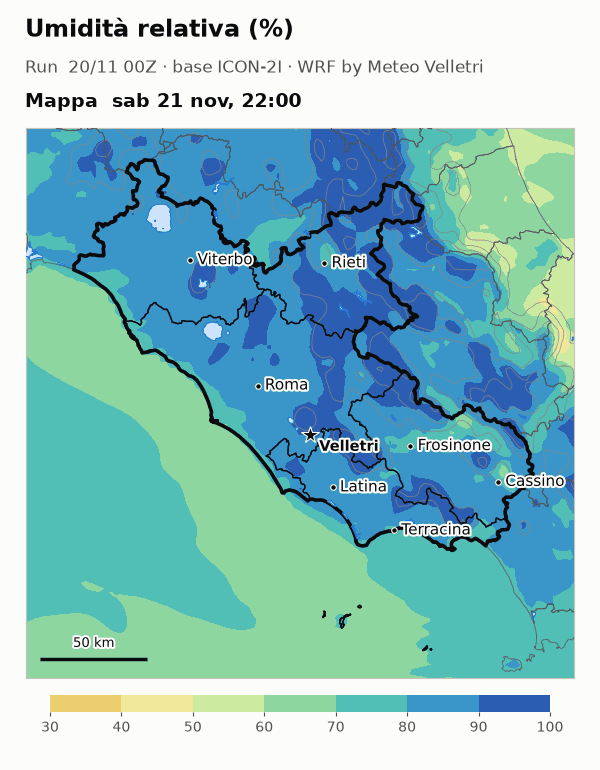 Umidità relativa (%)
Run 20/11 00Z · base ICON-2I · WRF by Meteo Velletri
Mappa sab 21 nov, 22:00
Viterbo
Rieti
Roma
Velletri
Frosinone
Cassino
Latina
Terracina
50 km
30 40 50 60 70 80 90 100